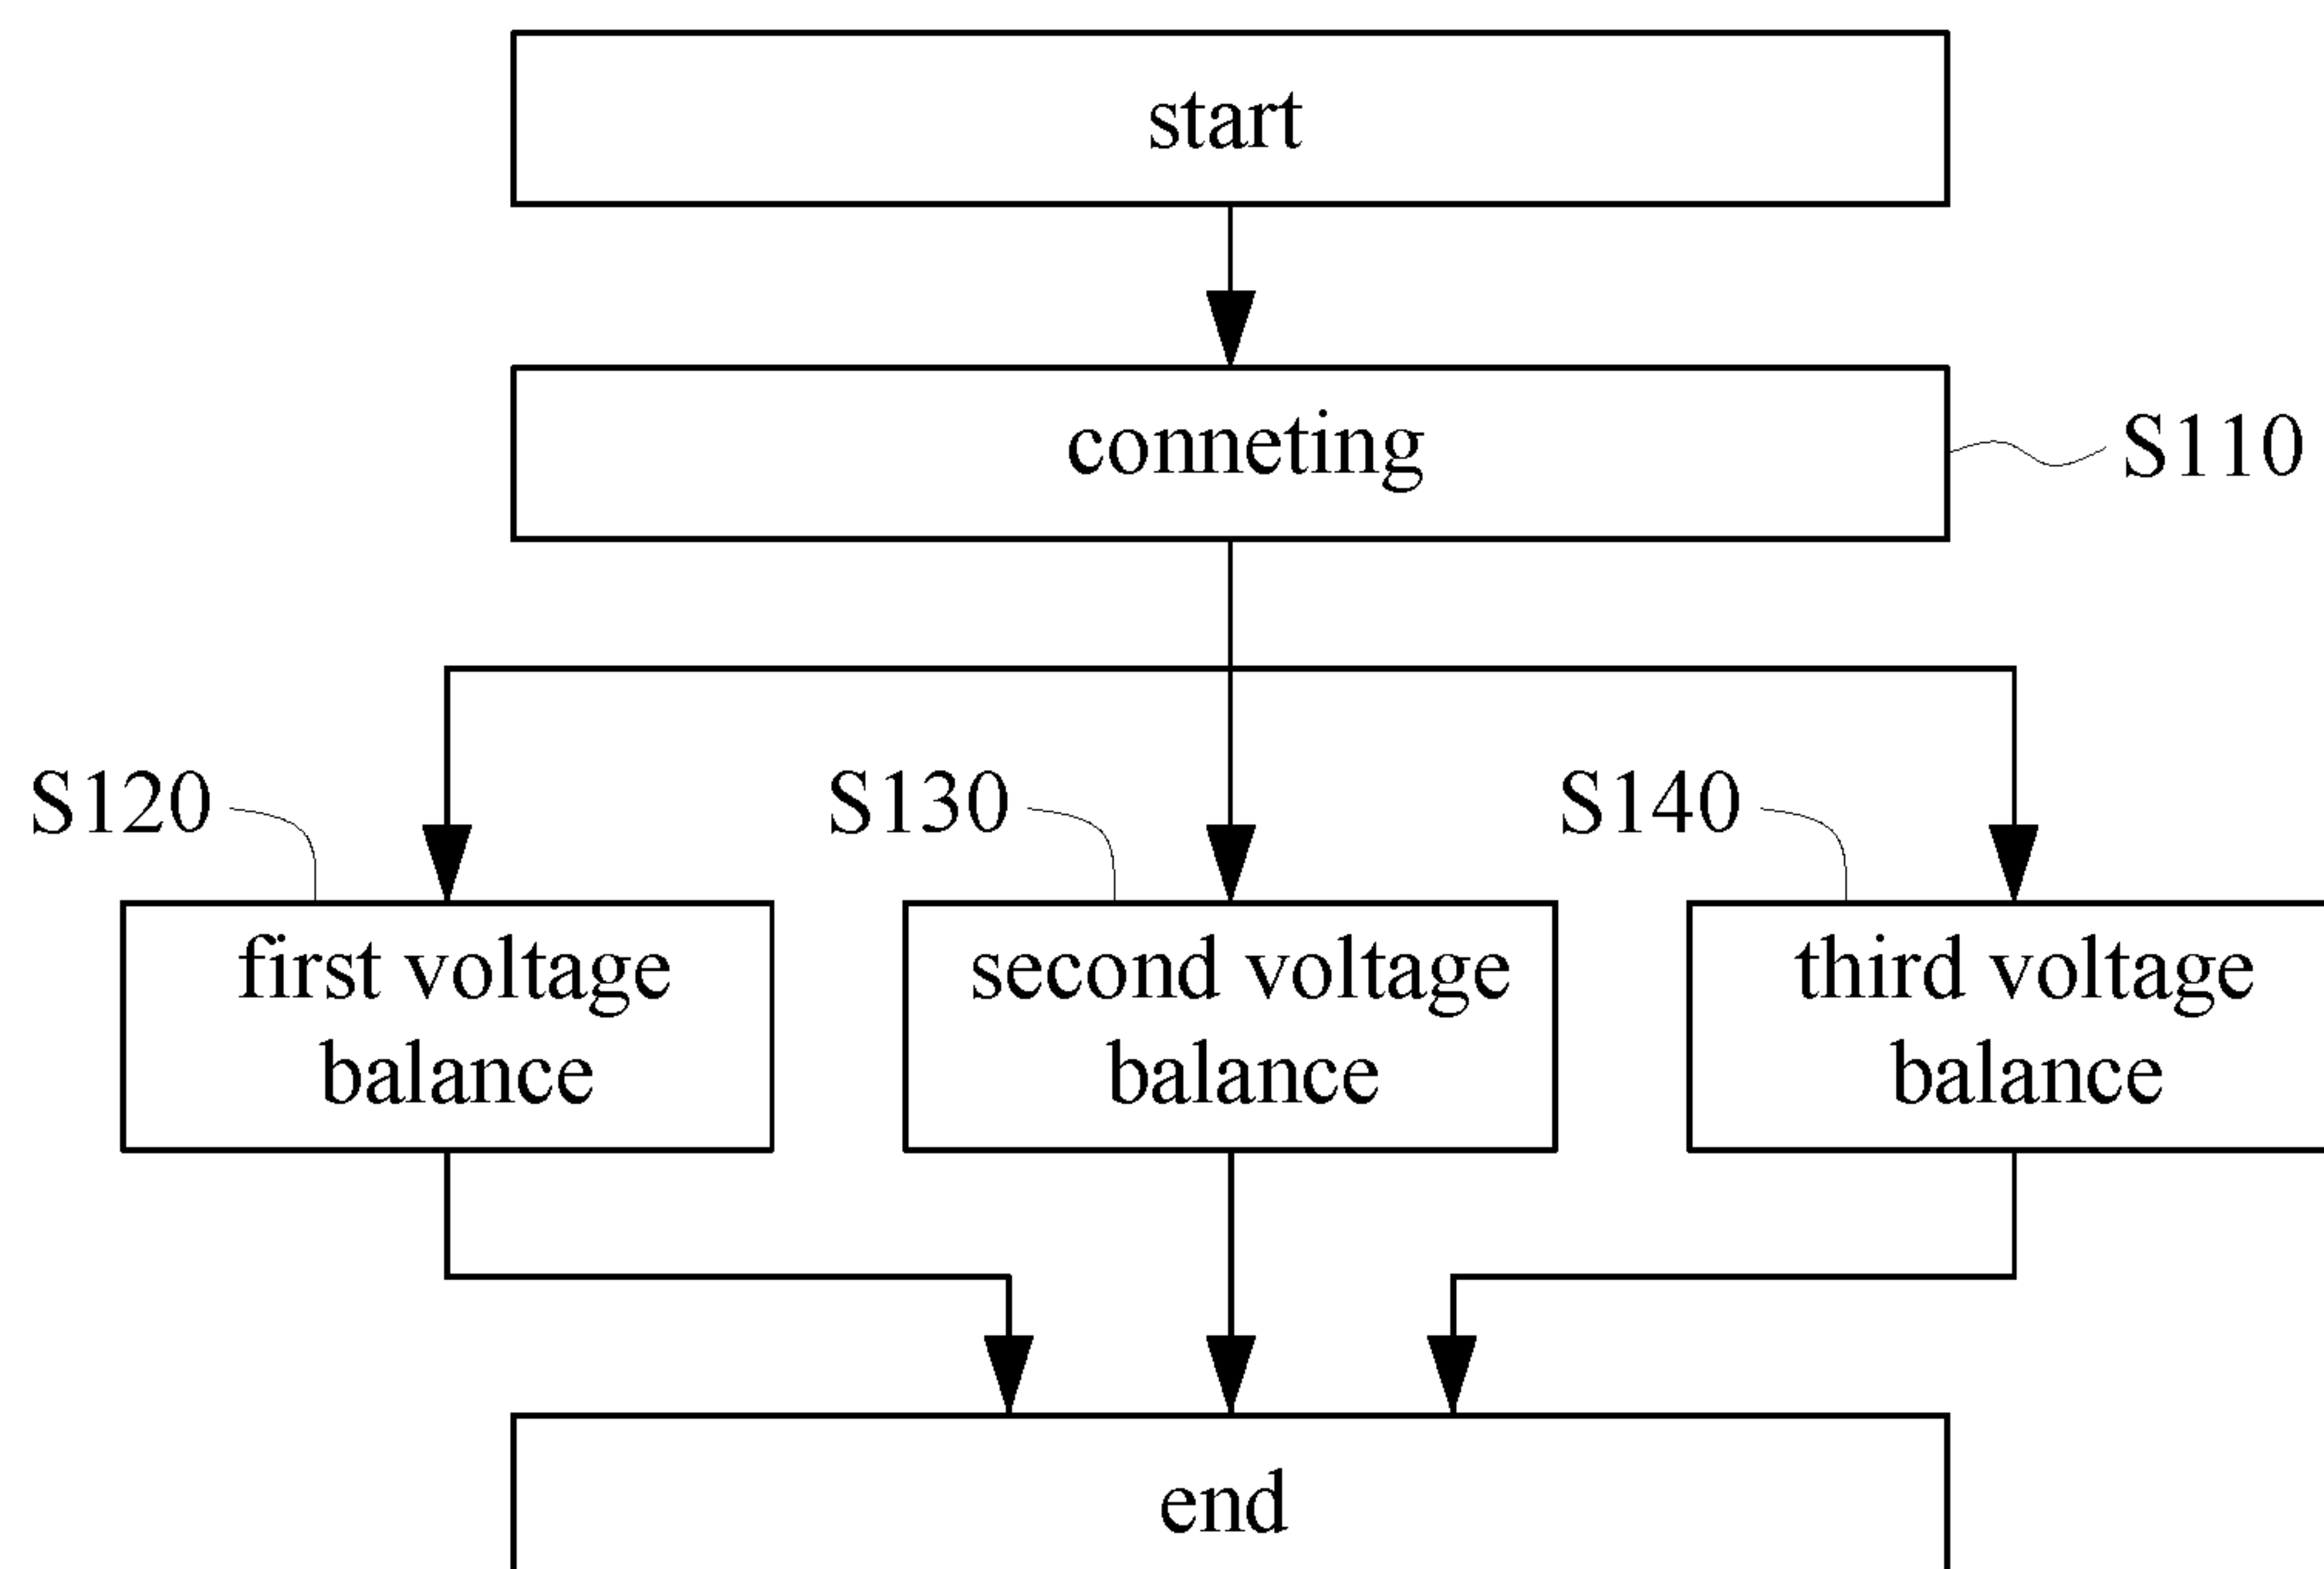 start
conneting
S110
S120
S130
S140
first voltage
balance
second voltage
balance
third voltage
balance
end